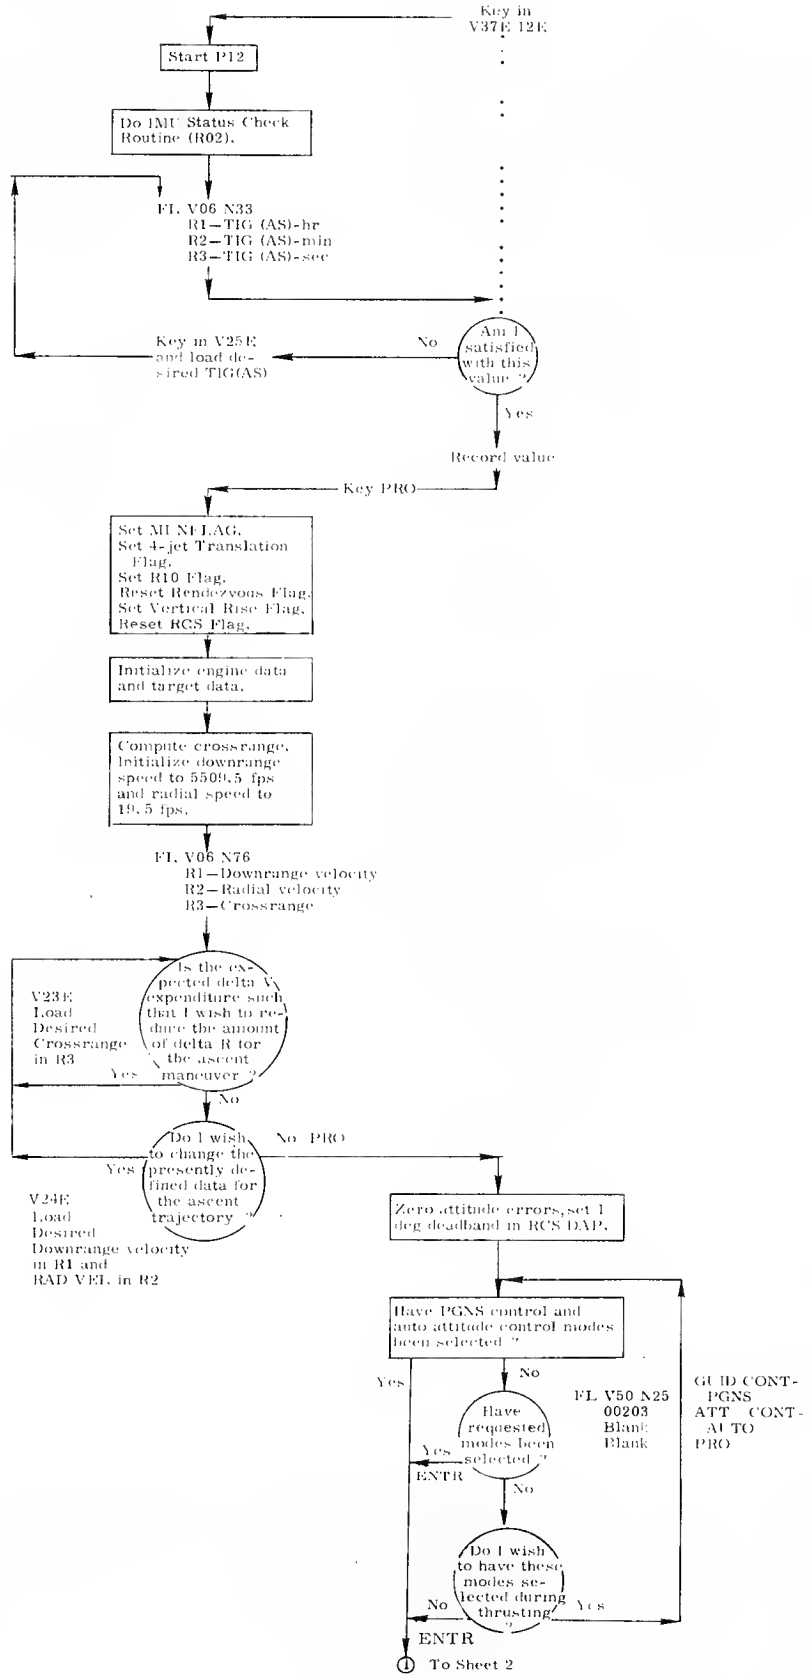 Key in
V37E 12E
Start P12
Do IMU Status Check
Routine (R02).
FL V06 N33
R1—TIG (AS)-hr
R2—TIG (AS)-min
R3—TIG (AS)-sec
Am I
satisfied
with this
value ?
No
Key in V25E
and load de-
sired TIG(AS)
Yes
Record value
Key PRO
Set MUNFLAG.
Set 4-jet Translation
Flag.
Set R10 Flag.
Reset Rendezvous Flag.
Set Vertical Rise Flag.
Reset RCS Flag.
Initialize engine data
and target data.
Compute crossrange.
Initialize downrange
speed to 5509.5 fps
and radial speed to
19.5 fps.
FL V06 N76
R1—Downrange velocity
R2—Radial velocity
R3—Crossrange
Is the ex-
pected delta V
expenditure such
that I wish to re-
duce the amount
of delta R for
the ascent
maneuver ?
V23E
Load
Desired
Crossrange
in R3
Yes
No
Do I wish
to change the
presently de-
fined data for
the ascent
trajectory ?
No PRO
Yes
V24E
Load
Desired
Downrange velocity
in R1 and
RAD VEL in R2
Zero attitude errors, set 1
deg deadband in RCS DAP.
Have PGNS control and
auto attitude control modes
been selected ?
Yes
No
FL V50 N25
00203
Blank
Blank
GUID CONT-
PGNS
ATT CONT-
AUTO
PRO
Have
requested
modes been
selected ?
Yes
ENTR
No
Do I wish
to have these
modes se-
lected during
thrusting
?
No
Yes
ENTR
1 To Sheet 2